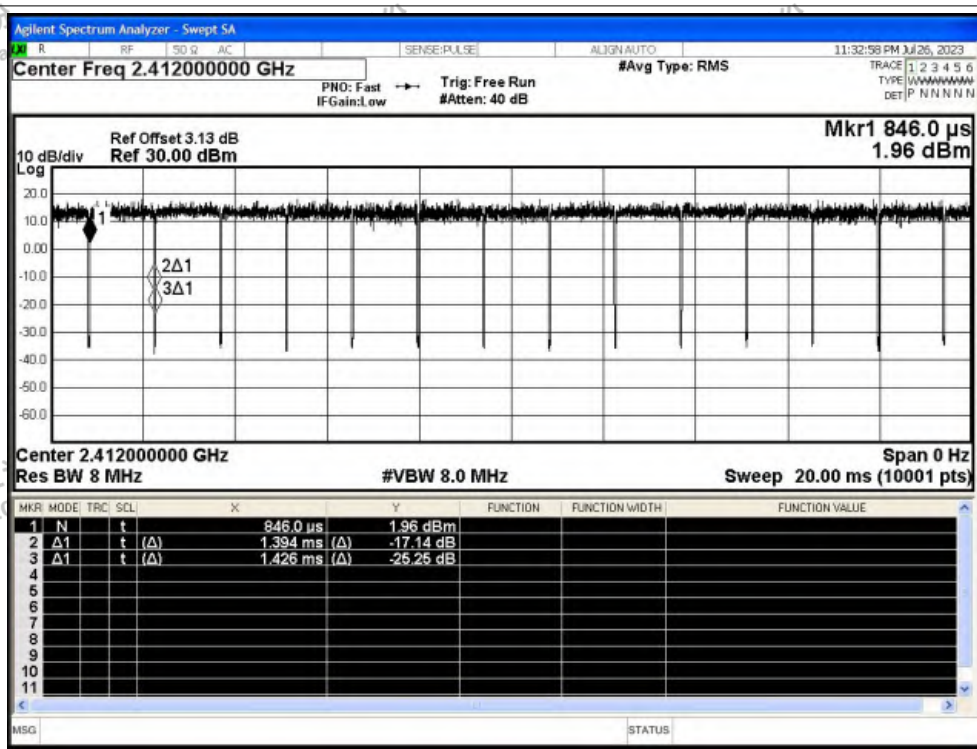 Agilent Spectrum Analyzer - Swept SA
LXI R RF 50 Ω AC SENSE:PULSE ALIGN AUTO 11:32:58 PM Jul 26, 2023
Center Freq 2.412000000 GHz #Avg Type: RMS TRACE 1 2 3 4 5 6
PNO: Fast Trig: Free Run TYPE WWWWWW
IFGain:Low #Atten: 40 dB DET P N N N N N
Ref Offset 3.13 dB Mkr1 846.0 µs
10 dB/div Ref 30.00 dBm 1.96 dBm
Log
20.0
10.0 1
0.00
2Δ1
-10.0
3Δ1
-20.0
-30.0
-40.0
-50.0
-60.0
Center 2.412000000 GHz Span 0 Hz
Res BW 8 MHz #VBW 8.0 MHz Sweep 20.00 ms (10001 pts)
MKR MODE TRC SCL X Y FUNCTION FUNCTION WIDTH FUNCTION VALUE
1 N t 846.0 µs 1.96 dBm
2 Δ1 t (Δ) 1.394 ms (Δ) -17.14 dB
3 Δ1 t (Δ) 1.426 ms (Δ) -25.25 dB
4
5
6
7
8
9
10
11
MSG STATUS